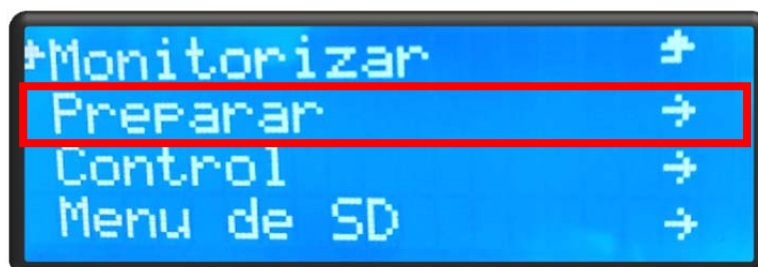 Monitorizar
Preparar →
Control →
Menu de SD →